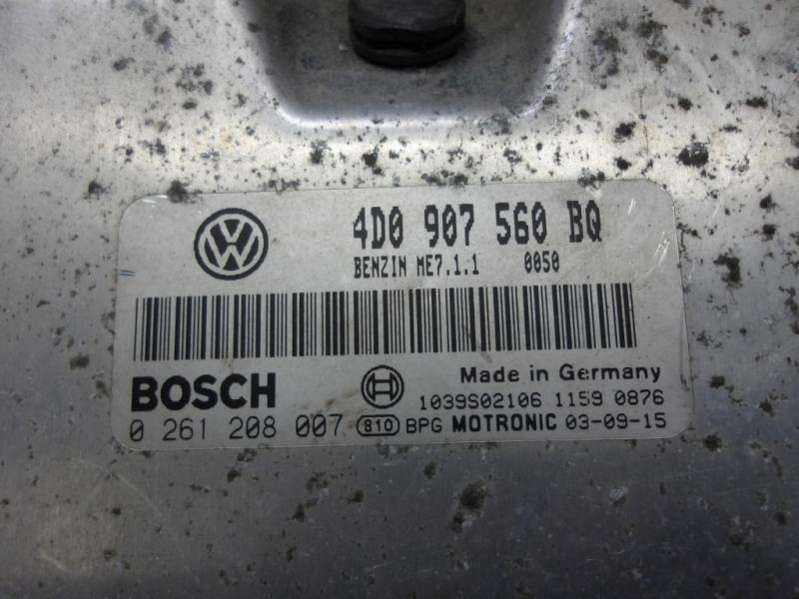 4D0 907 560 BQ
BENZIN ME7.1.1 0050
BOSCH
Made in Germany
1039S02106 1159 0876
0 261 208 007 810 BPG MOTRONIC 03-09-15